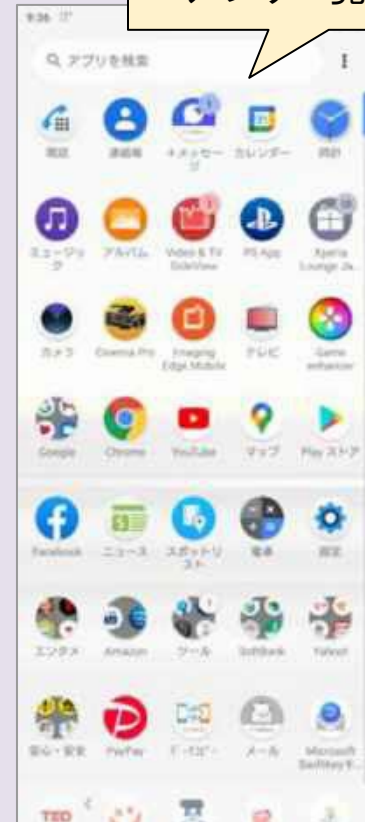 9:36
アプリを検索
電話 連絡帳 +メッセージ カレンダー 時計
ミュージック アルバム Video & TV SideView PS App Xperia Lounge Ja...
カメラ Cinema Pro Imaging Edge Mobile テレビ Game enhancer
Google Chrome YouTube マップ Play ストア
Facebook ニュース スポットリスト 電卓 設定
エンタメ Amazon ツール SoftBank Yahoo!
安心・安全 PayPay メール Microsoft SwiftKey キ...
TED